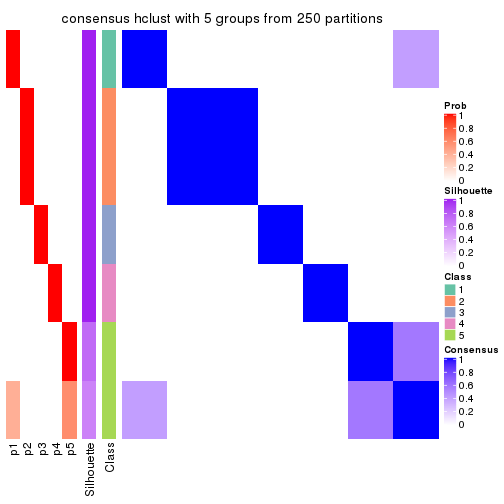 consensus hclust with 5 groups from 250 partitions
Prob
1
0.8
0.6
0.4
0.2
0
Silhouette
1
0.8
0.6
0.4
0.2
0
Class
1
2
3
4
5
Consensus
1
0.8
0.6
0.4
0.2
0
p1
p2
p3
p4
p5
Silhouette
Class